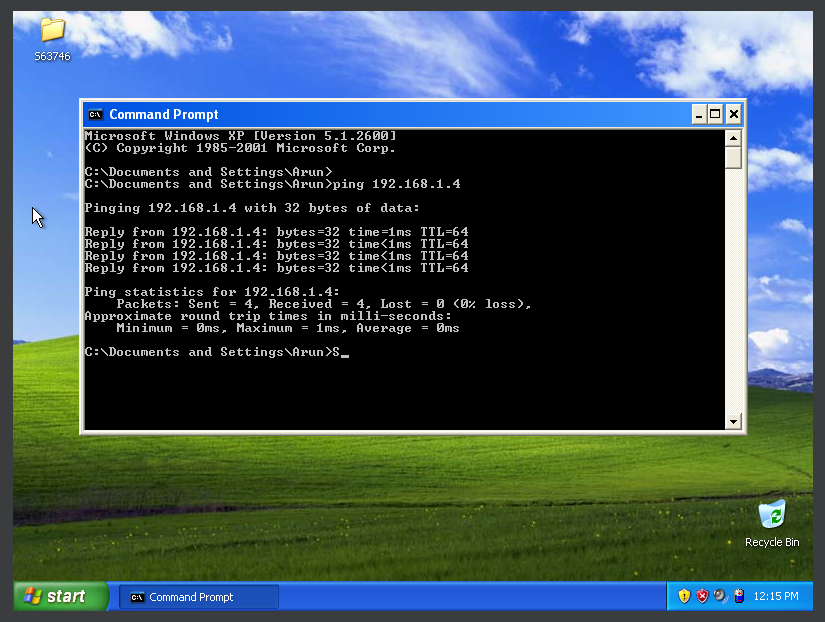 S63746
Command Prompt
Microsoft Windows XP [Version 5.1.2600]
(C) Copyright 1985-2001 Microsoft Corp.
C:\Documents and Settings\Arun>
C:\Documents and Settings\Arun>ping 192.168.1.4
Pinging 192.168.1.4 with 32 bytes of data:
Reply from 192.168.1.4: bytes=32 time=1ms TTL=64
Reply from 192.168.1.4: bytes=32 time<1ms TTL=64
Reply from 192.168.1.4: bytes=32 time<1ms TTL=64
Reply from 192.168.1.4: bytes=32 time<1ms TTL=64
Ping statistics for 192.168.1.4:
Packets: Sent = 4, Received = 4, Lost = 0 (0% loss),
Approximate round trip times in milli-seconds:
Minimum = 0ms, Maximum = 1ms, Average = 0ms
C:\Documents and Settings\Arun>S_
Recycle Bin
start
Command Prompt
12:15 PM